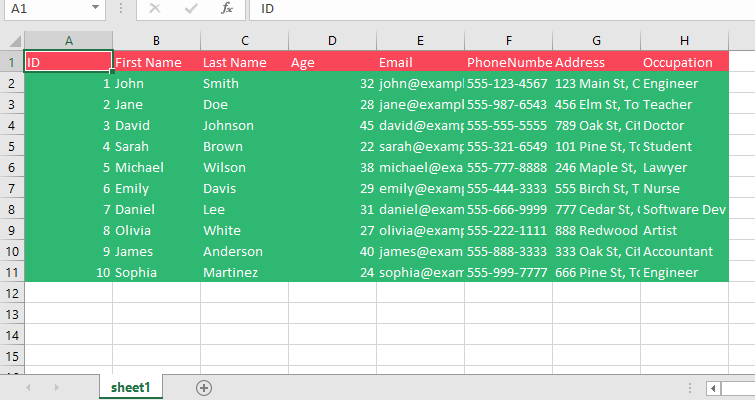 A1 fx ID
A B C D E F G H
1 ID First Name Last Name Age Email PhoneNumbe Address Occupation
2 1 John Smith 32 john@exampl 555-123-4567 123 Main St, C Engineer
3 2 Jane Doe 28 jane@exampl 555-987-6543 456 Elm St, To Teacher
4 3 David Johnson 45 david@examp 555-555-5555 789 Oak St, Cit Doctor
5 4 Sarah Brown 22 sarah@examp 555-321-6549 101 Pine St, To Student
6 5 Michael Wilson 38 michael@exa 555-777-8888 246 Maple St, Lawyer
7 6 Emily Davis 29 emily@exam 555-444-3333 555 Birch St, T Nurse
8 7 Daniel Lee 31 daniel@exam 555-666-9999 777 Cedar St, Software Dev
9 8 Olivia White 27 olivia@examp 555-222-1111 888 Redwood Artist
10 9 James Anderson 40 james@exam 555-888-3333 333 Oak St, Cit Accountant
11 10 Sophia Martinez 24 sophia@exam 555-999-7777 666 Pine St, To Engineer
12
13
14
15
sheet1